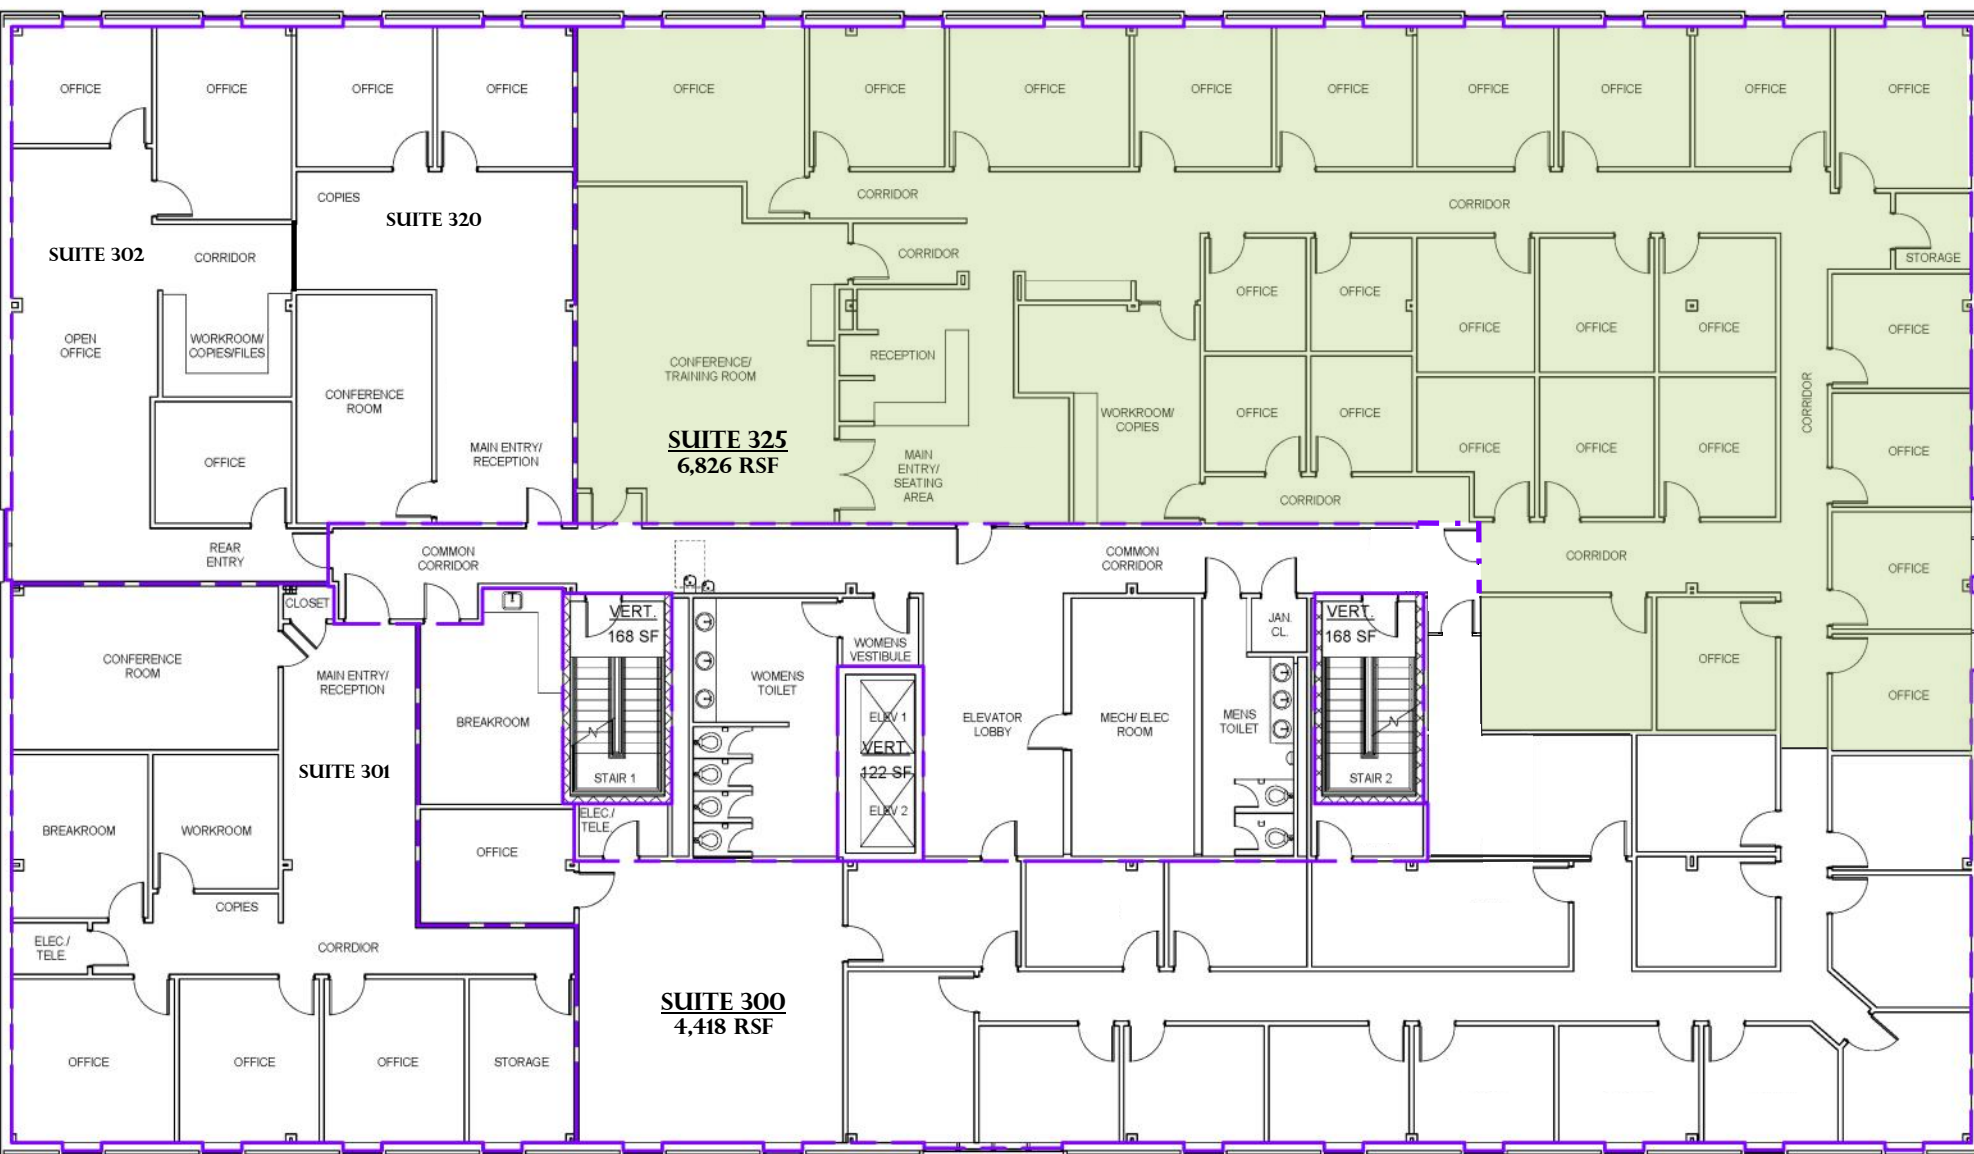 OFFICE
OFFICE
OFFICE
OFFICE
OFFICE
OFFICE
OFFICE
OFFICE
OFFICE
OFFICE
OFFICE
OFFICE
OFFICE
COPIES
SUITE 320
CORRIDOR
CORRIDOR
SUITE 302
CORRIDOR
CORRIDOR
STORAGE
OFFICE
OFFICE
OFFICE
OFFICE
OFFICE
OFFICE
OPEN
OFFICE
WORKROOM/
COPIES/FILES
CONFERENCE/
TRAINING ROOM
RECEPTION
CONFERENCE
ROOM
WORKROOM/
COPIES
OFFICE
OFFICE
CORRIDOR
SUITE 325
6,826 RSF
OFFICE
MAIN ENTRY/
RECEPTION
MAIN
ENTRY/
SEATING
AREA
OFFICE
OFFICE
OFFICE
OFFICE
CORRIDOR
REAR
ENTRY
COMMON
CORRIDOR
COMMON
CORRIDOR
CORRIDOR
OFFICE
CLOSET
VERT.
168 SF
JAN.
CL.
VERT.
168 SF
CONFERENCE
ROOM
MAIN ENTRY/
RECEPTION
WOMENS
VESTIBULE
WOMENS
TOILET
OFFICE
OFFICE
BREAKROOM
ELEV 1
ELEVATOR
LOBBY
MECH/ ELEC
ROOM
MENS
TOILET
SUITE 301
STAIR 1
VERT.
122 SF
STAIR 2
BREAKROOM
WORKROOM
ELEC./
TELE.
ELEV 2
OFFICE
COPIES
ELEC./
TELE.
CORRDIOR
SUITE 300
4,418 RSF
OFFICE
OFFICE
OFFICE
STORAGE